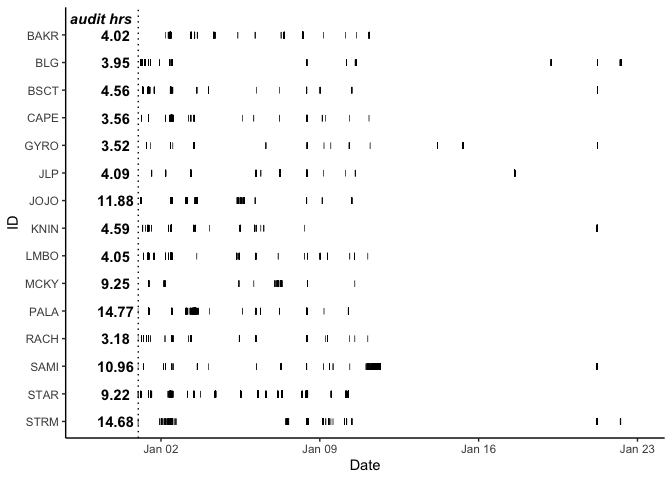 audit hrs
BAKR 4.02
BLG 3.95
BSCT 4.56
CAPE 3.56
GYRO 3.52
JLP 4.09
JOJO 11.88
KNIN 4.59
LMBO 4.05
MCKY 9.25
PALA 14.77
RACH 3.18
SAMI 10.96
STAR 9.22
STRM 14.68
ID
Jan 02 Jan 09 Jan 16 Jan 23
Date